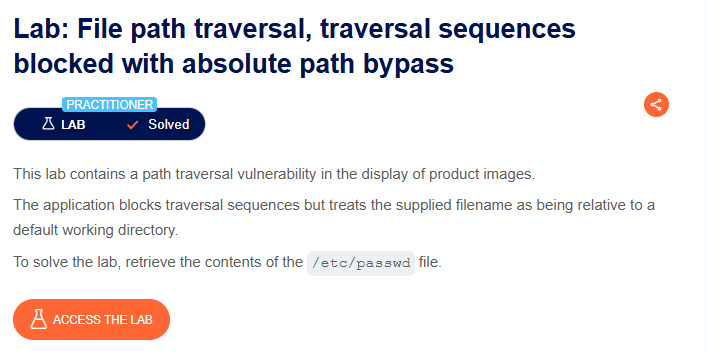 Lab: File path traversal, traversal sequences
blocked with absolute path bypass
PRACTITIONER
LAB Solved
This lab contains a path traversal vulnerability in the display of product images.
The application blocks traversal sequences but treats the supplied filename as being relative to a
default working directory.
To solve the lab, retrieve the contents of the /etc/passwd file.
ACCESS THE LAB